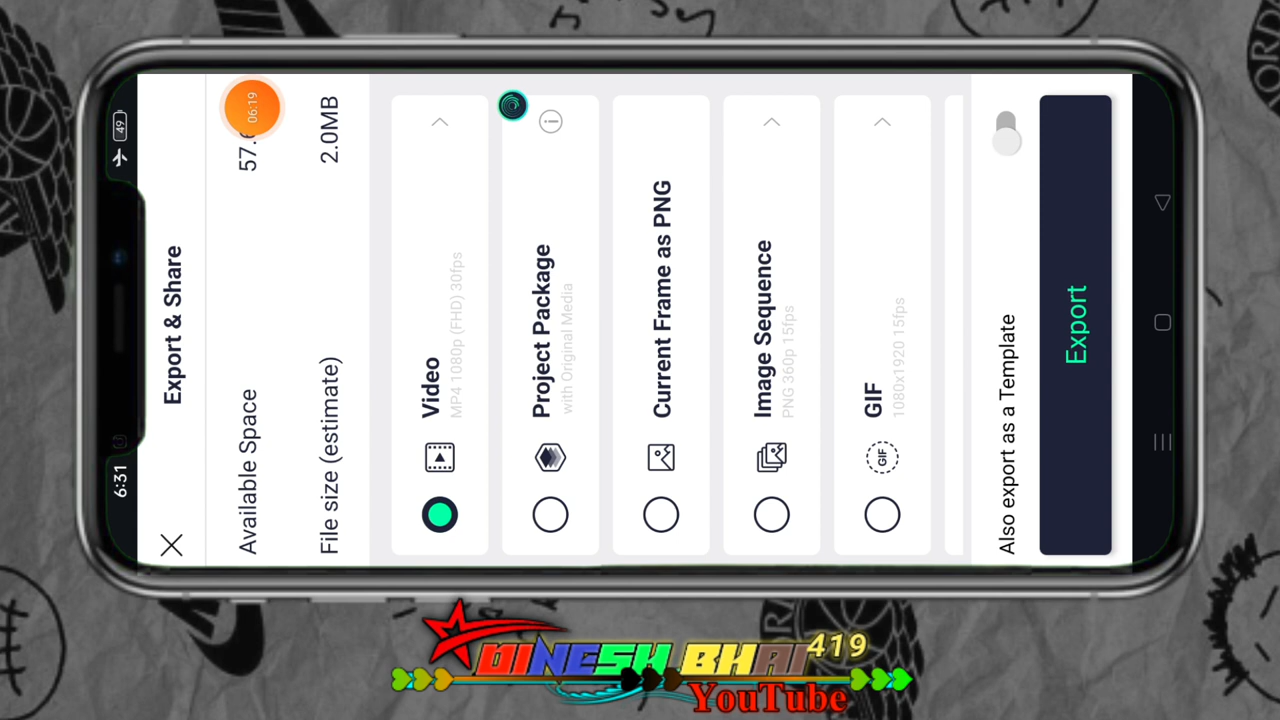 6:31
49
Export & Share
Available Space
57.
06:19
File size (estimate)
2.0MB
Video
MP4 1080p (FHD) 30fps
Project Package
with Original Media
Current Frame as PNG
Image Sequence
PNG 360p 15fps
GIF
GIF
1080x1920 15fps
Also export as a Template
Export
DINESH BHAI 419
YouTube